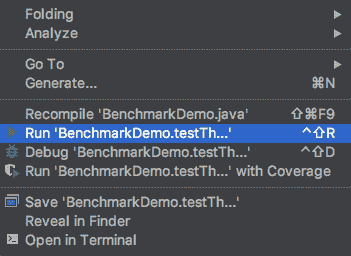 Folding
Analyze
Go To
Generate... ⌘N
Recompile 'BenchmarkDemo.java' ⇧⌘F9
Run 'BenchmarkDemo.testTh...' ^⇧R
Debug 'BenchmarkDemo.testTh...' ^⇧D
Run 'BenchmarkDemo.testTh...' with Coverage
Save 'BenchmarkDemo.testTh...'
Reveal in Finder
Open in Terminal